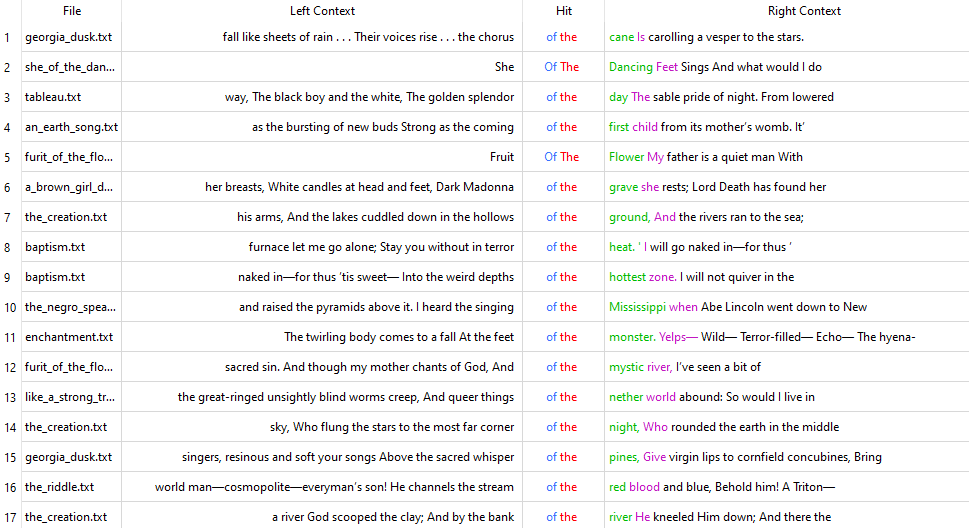 File Left Context Hit Right Context
1 georgia_dusk.txt fall like sheets of rain . . . Their voices rise . . . the chorus of the cane Is carolling a vesper to the stars.
2 she_of_the_dan... She Of The Dancing Feet Sings And what would I do
3 tableau.txt way, The black boy and the white, The golden splendor of the day The sable pride of night. From lowered
4 an_earth_song.txt as the bursting of new buds Strong as the coming of the first child from its mother’s womb. It’
5 furit_of_the_flo... Fruit Of The Flower My father is a quiet man With
6 a_brown_girl_d... her breasts, White candles at head and feet, Dark Madonna of the grave she rests; Lord Death has found her
7 the_creation.txt his arms, And the lakes cuddled down in the hollows of the ground, And the rivers ran to the sea;
8 baptism.txt furnace let me go alone; Stay you without in terror of the heat. ‘ I will go naked in—for thus ’
9 baptism.txt naked in—for thus ’tis sweet— Into the weird depths of the hottest zone. I will not quiver in the
10 the_negro_spea... and raised the pyramids above it. I heard the singing of the Mississippi when Abe Lincoln went down to New
11 enchantment.txt The twirling body comes to a fall At the feet of the monster. Yelps— Wild— Terror-filled— Echo— The hyena-
12 furit_of_the_flo... sacred sin. And though my mother chants of God, And of the mystic river, I’ve seen a bit of
13 like_a_strong_tr... the great-ringed unsightly blind worms creep, And queer things of the nether world abound: So would I live in
14 the_creation.txt sky, Who flung the stars to the most far corner of the night, Who rounded the earth in the middle
15 georgia_dusk.txt singers, resinous and soft your songs Above the sacred whisper of the pines, Give virgin lips to cornfield concubines, Bring
16 the_riddle.txt world man—cosmopolite—everyman’s son! He channels the stream of the red blood and blue, Behold him! A Triton—
17 the_creation.txt a river God scooped the clay; And by the bank of the river He kneeled Him down; And there the